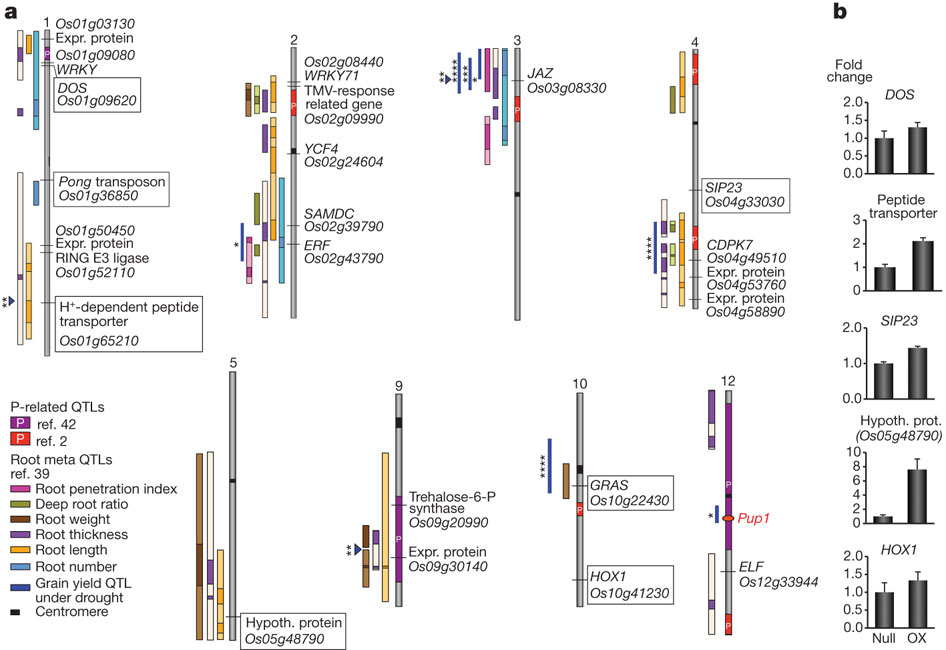 a
1
Os01g03130
Expr. protein
Os01g09080
P
WRKY
DOS
Os01g09620
Pong transposon
Os01g36850
Os01g50450
Expr. protein
RING E3 ligase
Os01g52110
**
H+-dependent peptide
transporter
Os01g65210
2
Os02g08440
WRKY71
TMV-response
related gene
P
Os02g09990
YCF4
Os02g24604
SAMDC
Os02g39790
*
ERF
Os02g43790
3
**
****
***
*
JAZ
Os03g08330
P
4
P
SIP23
Os04g33030
P
****
CDPK7
Os04g49510
Expr. protein
Os04g53760
Expr. protein
Os04g58890
5
Hypoth. protein
Os05g48790
9
Trehalose-6-P
synthase
Os09g20990
P
**
Expr. protein
Os09g30140
10
****
GRAS
Os10g22430
P
HOX1
Os10g41230
12
P
*
Pup1
ELF
Os12g33944
P
P-related QTLs
P ref. 42
P ref. 2
Root meta QTLs
ref. 39
Root penetration index
Deep root ratio
Root weight
Root thickness
Root length
Root number
Grain yield QTL
under drought
Centromere
b
Fold
change
DOS
2.0
1.5
1.0
0.5
0.0
Peptide
transporter
3
2
1
0
SIP23
2.0
1.0
0.0
Hypoth. prot.
(Os05g48790)
10
8
6
4
2
0
HOX1
2.0
1.5
1.0
0.5
0.0
Null OX